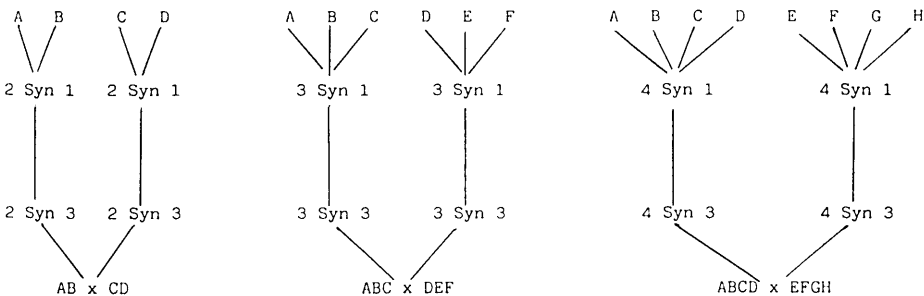 A B C D A B C D E F A B C D E F G H
2 Syn 1 2 Syn 1 3 Syn 1 3 Syn 1 4 Syn 1 4 Syn 1
2 Syn 3 2 Syn 3 3 Syn 3 3 Syn 3 4 Syn 3 4 Syn 3
AB x CD ABC x DEF ABCD x EFGH